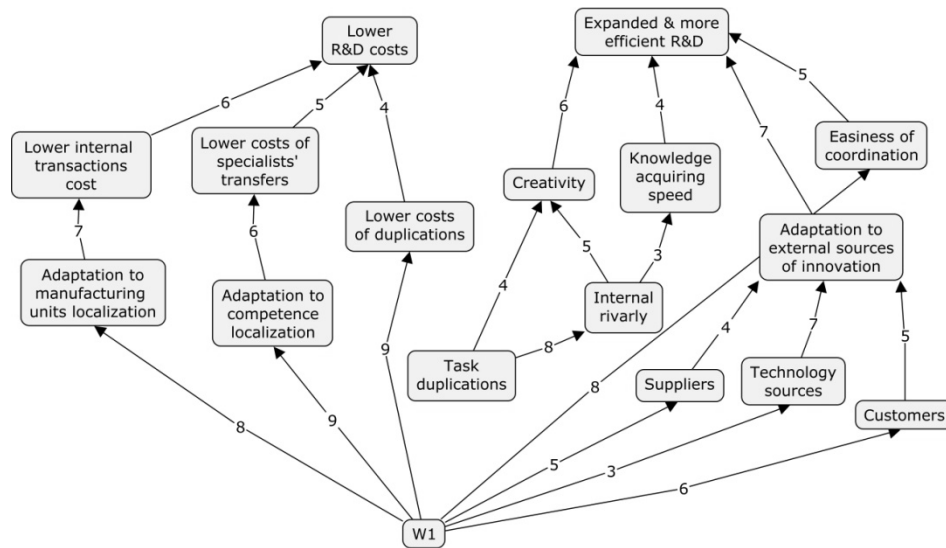 Lower
R&D costs
Expanded & more
efficient R&D
6
5
4
6
4
7
5
Lower internal
transactions
cost
Lower costs of
specialists'
transfers
Creativity
Knowledge
acquiring
speed
Easiness of
coordination
Lower costs
of duplications
Adaptation to
external sources
of innovation
7
6
4
5
3
Adaptation to
manufacturing
units localization
Adaptation to
competence
localization
Internal
rivarly
8
9
4
7
5
Task
duplications
Suppliers
Technology
sources
Customers
8
8
9
5
3
6
W1